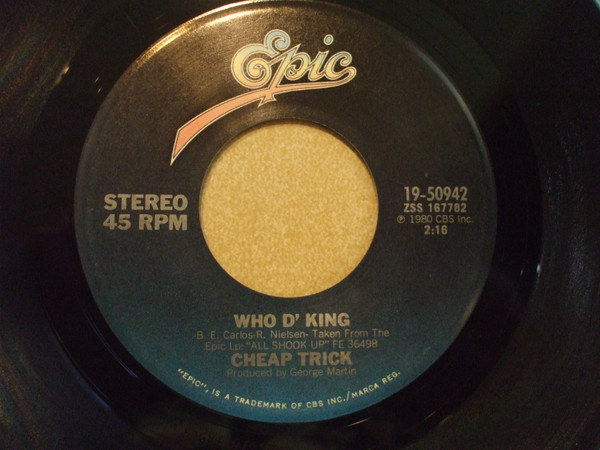 Epic
STEREO
45 RPM
19-50942
ZSS 167782
℗ 1980 CBS Inc.
2:16
WHO D' KING
B. E. Carlos-R. Nielsen- Taken From The
Epic Lp: "ALL SHOOK UP" FE 36498
CHEAP TRICK
Produced by George Martin
"EPIC", IS A TRADEMARK OF CBS INC./MARCA REG.